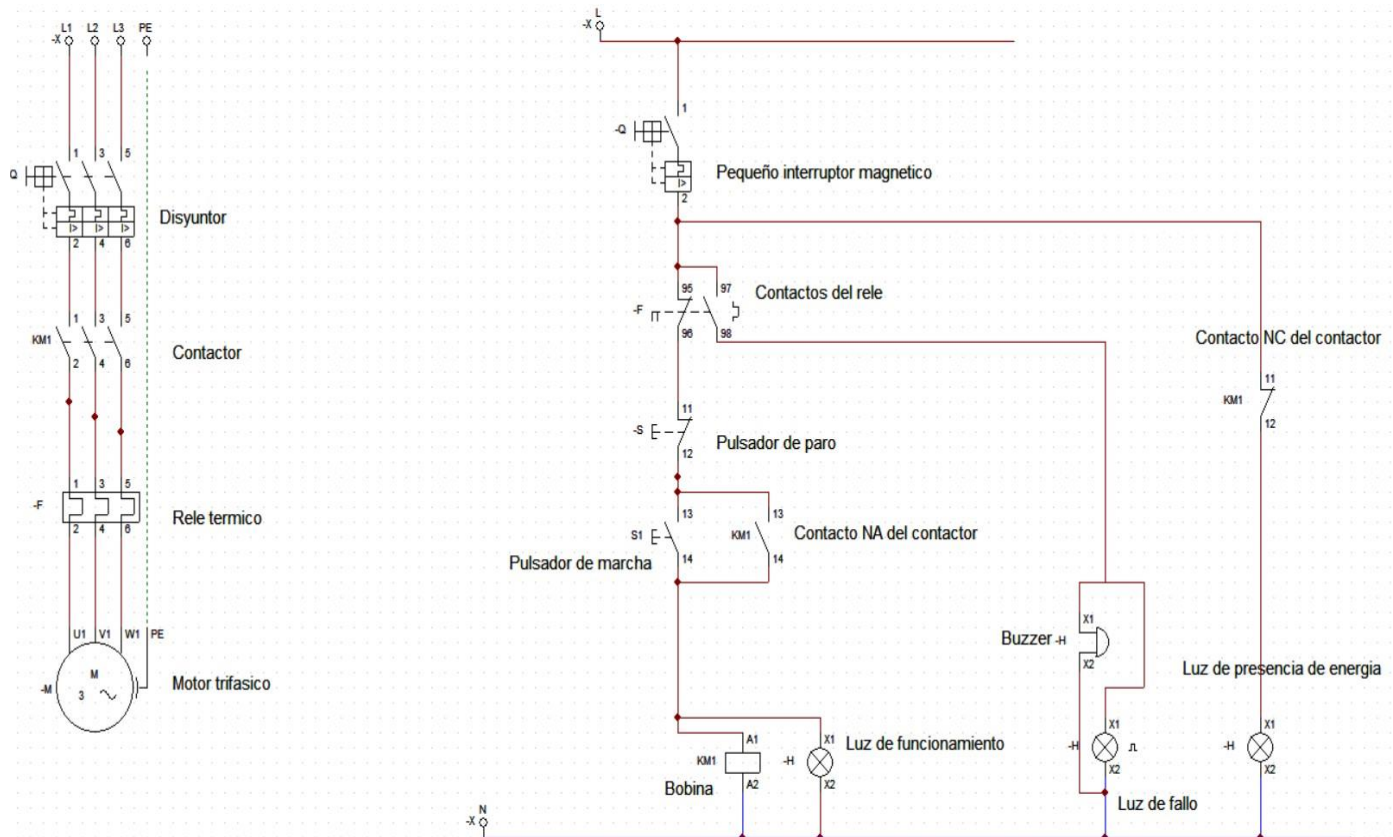 L1 L2 L3 PE
-X
1 3 5
Q
Disyuntor
2 4 6
1 3 5
KM1
Contactor
2 4 6
1 3 5
-F
Rele termico
2 4 6
U1 V1 W1 PE
M
3
-M
Motor trifasico
L
-X
1
-Q
Pequeño interruptor magnetico
2
95 97
Contactos del rele
-F
96 98
11
-S
Pulsador de paro
12
13 13
S1
KM1
Contacto NA del contactor
14 14
Pulsador de marcha
A1
KM1
A2
Bobina
X1
-H
X2
Luz de funcionamiento
X1
Buzzer -H
X2
X1
-H
X2
Luz de fallo
Contacto NC del contactor
11
KM1
12
Luz de presencia de energia
X1
-H
X2
N
-X